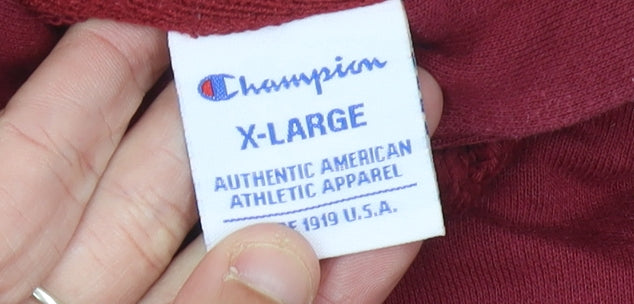 Champion
X-LARGE
AUTHENTIC AMERICAN
ATHLETIC APPAREL
1919 U.S.A.